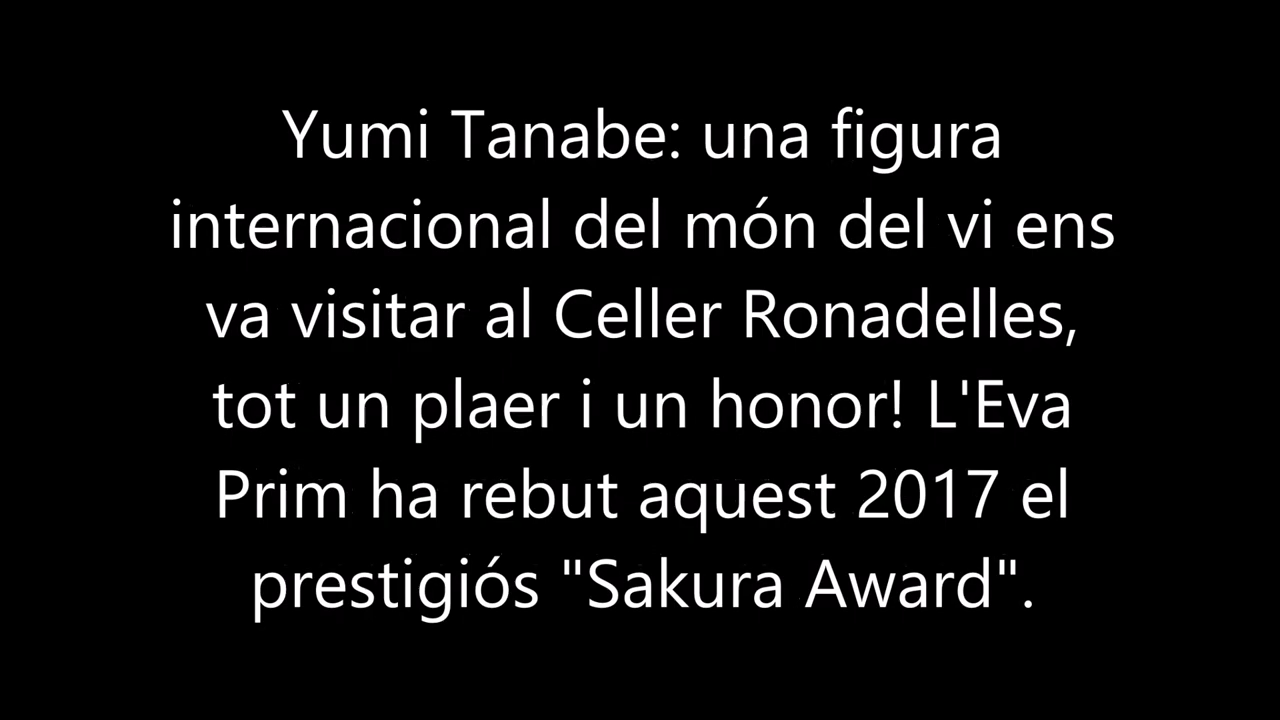 Yumi Tanabe: una figura
internacional del món del vi ens
va visitar al Celler Ronadelles,
tot un plaer i un honor! L'Eva
Prim ha rebut aquest 2017 el
prestigiós "Sakura Award".